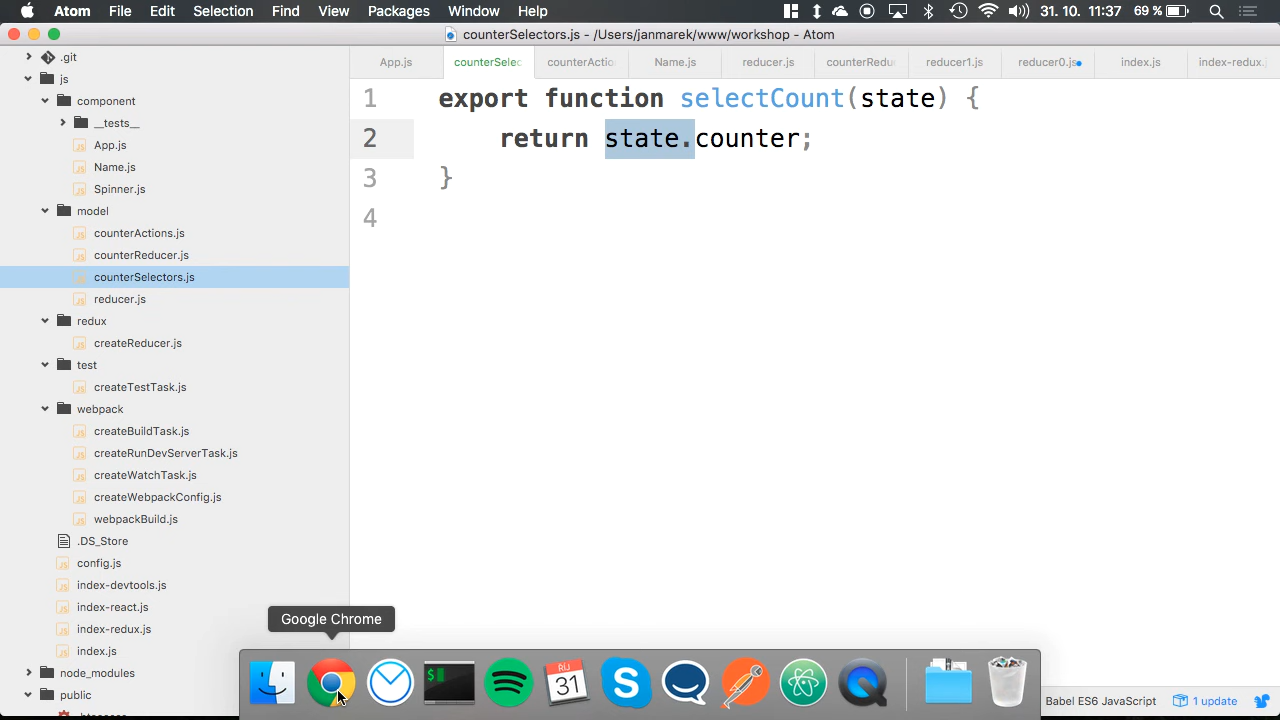 Atom File Edit Selection Find View Packages Window Help 31. 10. 11:37 69 %
counterSelectors.js - /Users/janmarek/www/workshop - Atom
App.js counterSelec counterActio Name.js reducer.js counterRedu reducer1.js reducer0.js index.js index-redux.j
.git
js
component
__tests__
App.js
Name.js
Spinner.js
model
counterActions.js
counterReducer.js
counterSelectors.js
reducer.js
redux
createReducer.js
test
createTestTask.js
webpack
createBuildTask.js
createRunDevServerTask.js
createWatchTask.js
createWebpackConfig.js
webpackBuild.js
.DS_Store
config.js
index-devtools.js
index-react.js
index-redux.js
index.js
node_modules
public
1 export function selectCount(state) {
2 return state.counter;
3 }
4
Google Chrome
$
ŘÍJ
31
Babel ES6 JavaScript 1 update